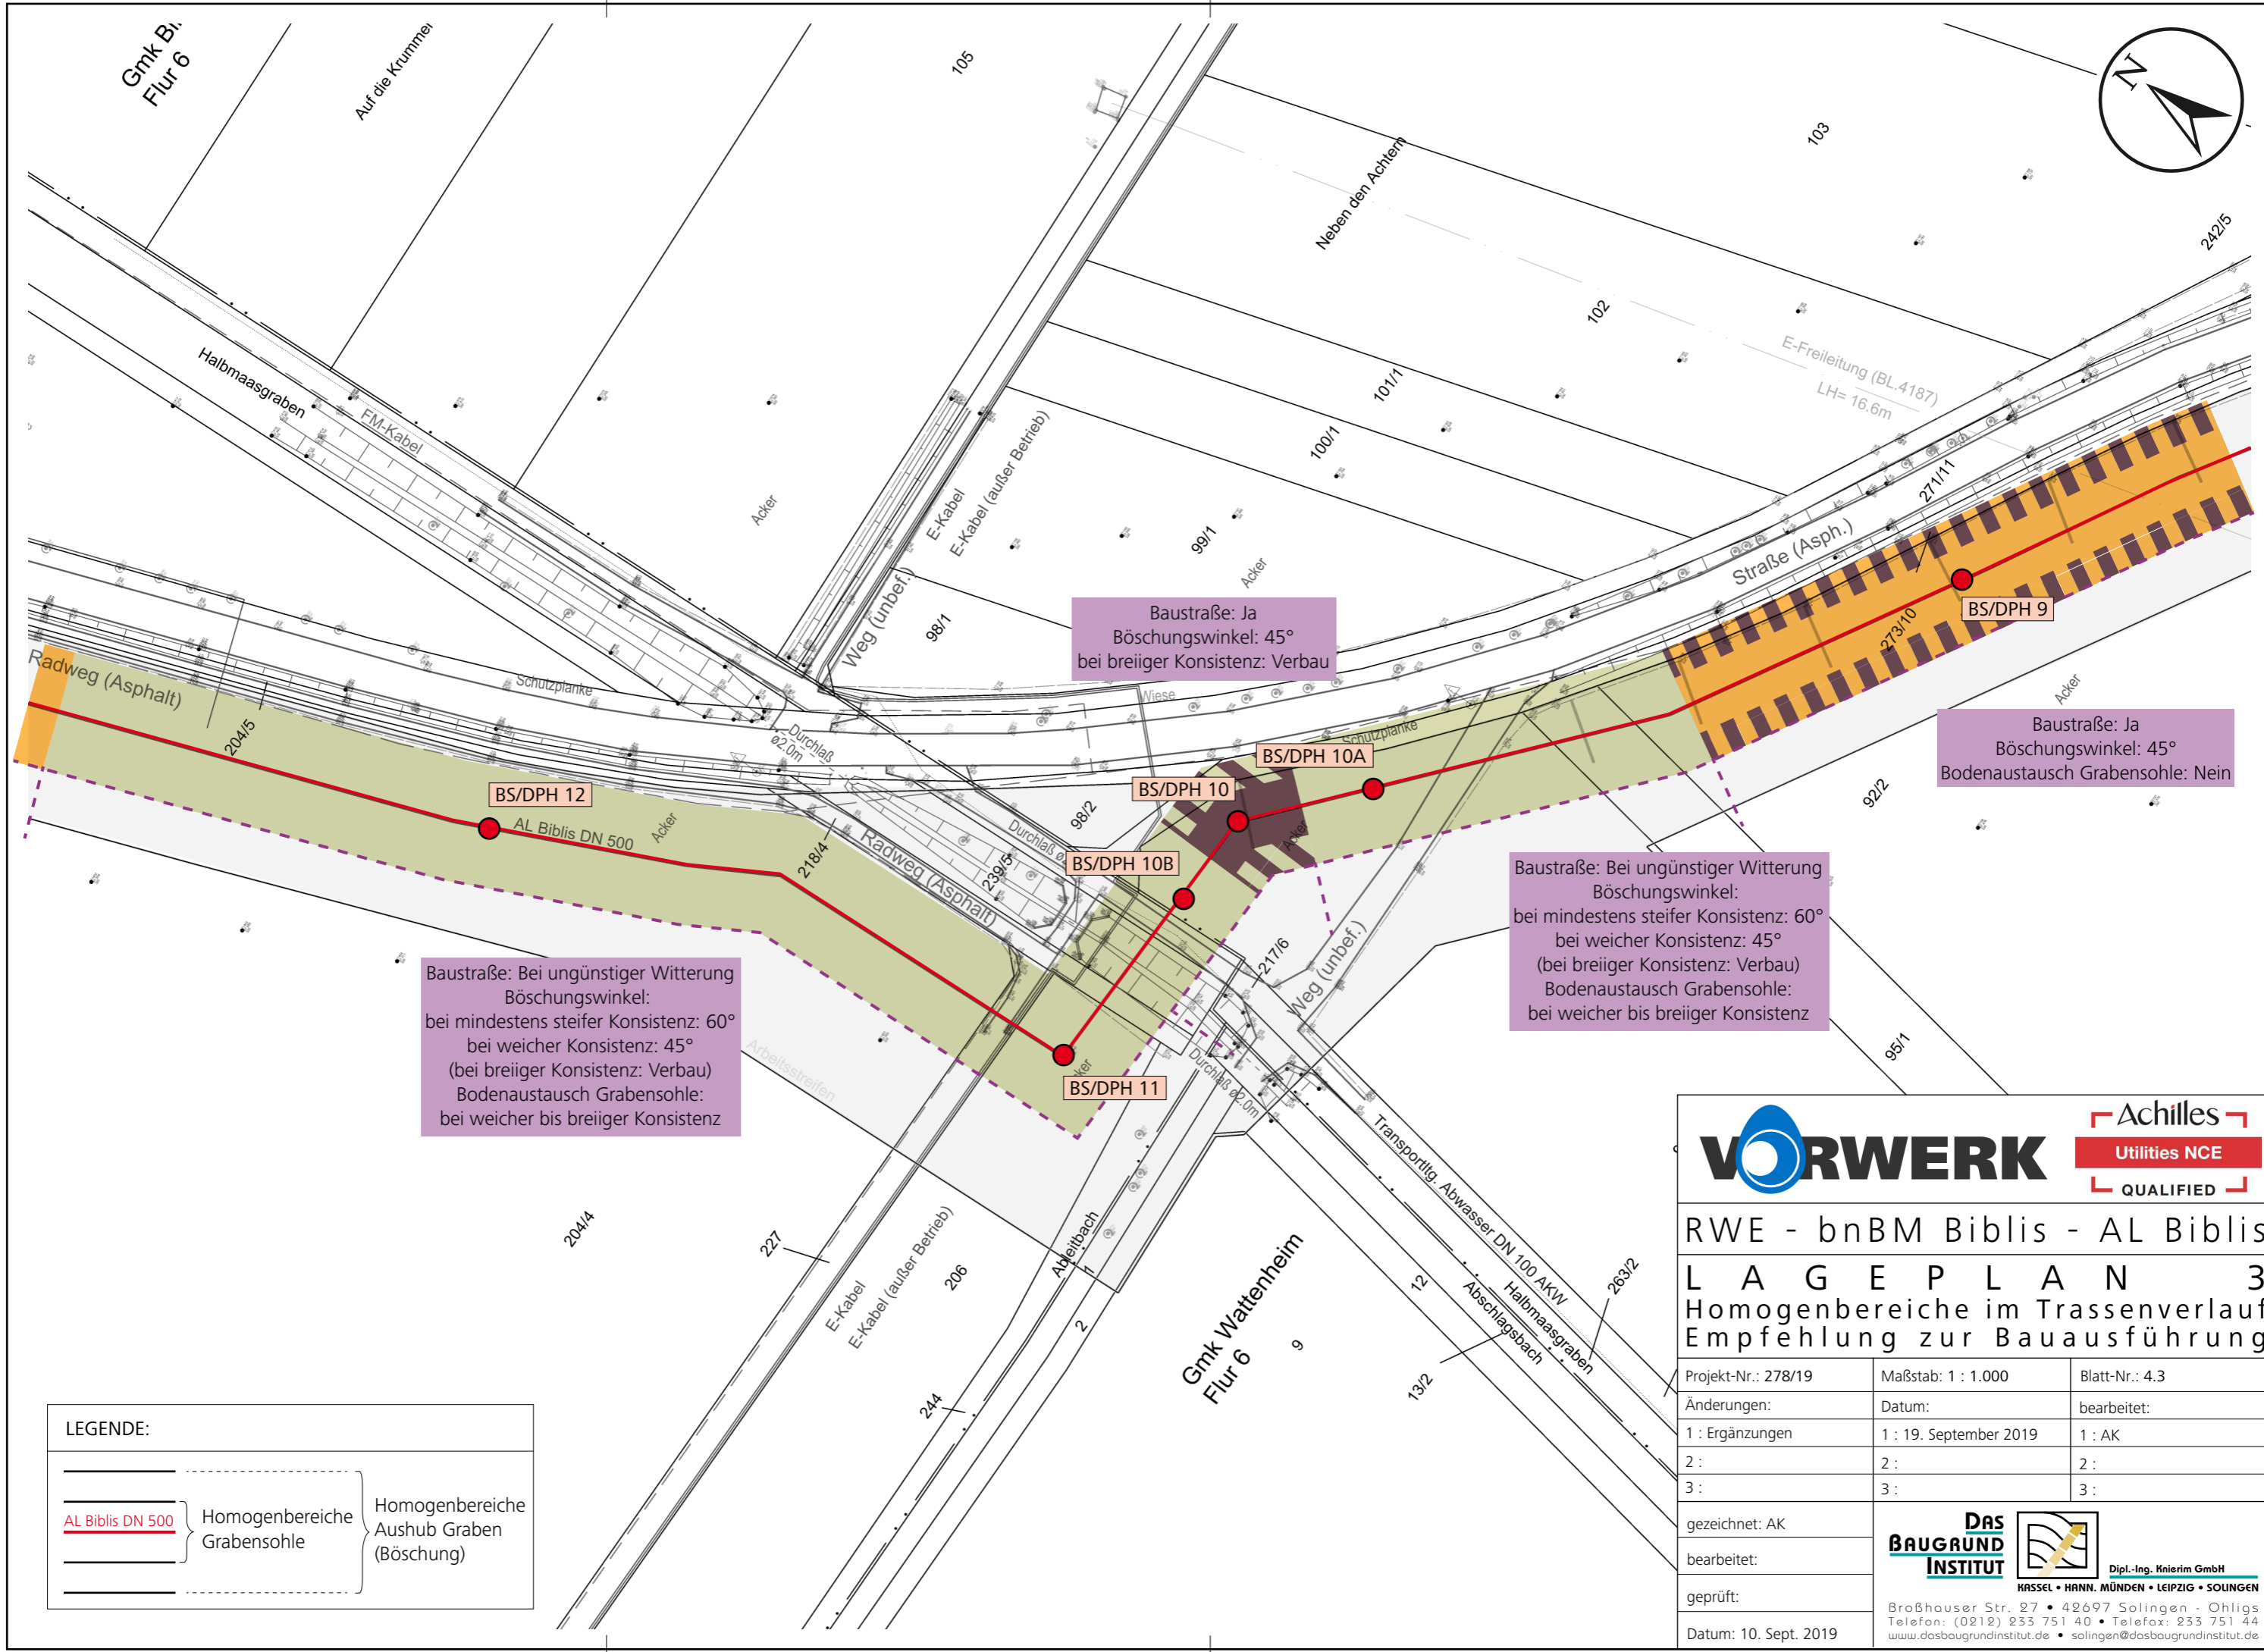 Gmk Bi.
Flur 6
Auf die Krummen
105
N
103
Neben den Achtern
242/5
102
E-Freileitung (BL.4187)
LH= 16.6m
Halbmaasgraben
FM-Kabel
101/1
100/1
Acker
E-Kabel
E-Kabel (außer Betrieb)
99/1
Acker
271/11
Straße (Asph.)
Weg (unbef.)
98/1
Baustraße: Ja
Böschungswinkel: 45°
bei breiiger Konsistenz: Verbau
BS/DPH 9
273/10
Radweg (Asphalt)
Schutzplanke
Wiese
Acker
204/5
Durchlaß
ø2.0m
Schutzplanke
Baustraße: Ja
Böschungswinkel: 45°
Bodenaustausch Grabensohle: Nein
BS/DPH 10A
BS/DPH 10
BS/DPH 12
AL Biblis DN 500
Acker
98/2
92/2
218/4
Radweg (Asphalt)
Durchlaß ø
239/5
Acker
BS/DPH 10B
Baustraße: Bei ungünstiger Witterung
Böschungswinkel:
bei mindestens steifer Konsistenz: 60°
bei weicher Konsistenz: 45°
(bei breiiger Konsistenz: Verbau)
Bodenaustausch Grabensohle:
bei weicher bis breiiger Konsistenz
217/6
Weg (unbef.)
Baustraße: Bei ungünstiger Witterung
Böschungswinkel:
bei mindestens steifer Konsistenz: 60°
bei weicher Konsistenz: 45°
(bei breiiger Konsistenz: Verbau)
Bodenaustausch Grabensohle:
bei weicher bis breiiger Konsistenz
Arbeitsstreifen
95/1
BS/DPH 11
Durchlaß ø2.0m
Transportltg. Abwasser DN 100 AKW
204/4
227
E-Kabel
E-Kabel (außer Betrieb)
206
Ableitbach
1
2
Gmk Wattenheim
Flur 6
9
12
Abschlagsbach
Halbmaasgraben
263/2
13/2
244
LEGENDE:
AL Biblis DN 500
Homogenbereiche
Grabensohle
Homogenbereiche
Aushub Graben
(Böschung)
VORWERK
Achilles
Utilities NCE
QUALIFIED
RWE - bnBM Biblis - AL Biblis
LAGEPLAN 3
Homogenbereiche im Trassenverlauf
Empfehlung zur Bauausführung
Projekt-Nr.: 278/19
Maßstab: 1 : 1.000
Blatt-Nr.: 4.3
Änderungen:
Datum:
bearbeitet:
1 : Ergänzungen
1 : 19. September 2019
1 : AK
2 :
2 :
2 :
3 :
3 :
3 :
gezeichnet: AK
bearbeitet:
geprüft:
Datum: 10. Sept. 2019
DAS
BAUGRUND
INSTITUT
Dipl.-Ing. Knierim GmbH
KASSEL • HANN. MÜNDEN • LEIPZIG • SOLINGEN
Broßhauser Str. 27 • 42697 Solingen - Ohligs
Telefon: (0212) 233 751 40 • Telefax: 233 751 44
www.dasbaugrundinstitut.de • solingen@dasbaugrundinstitut.de